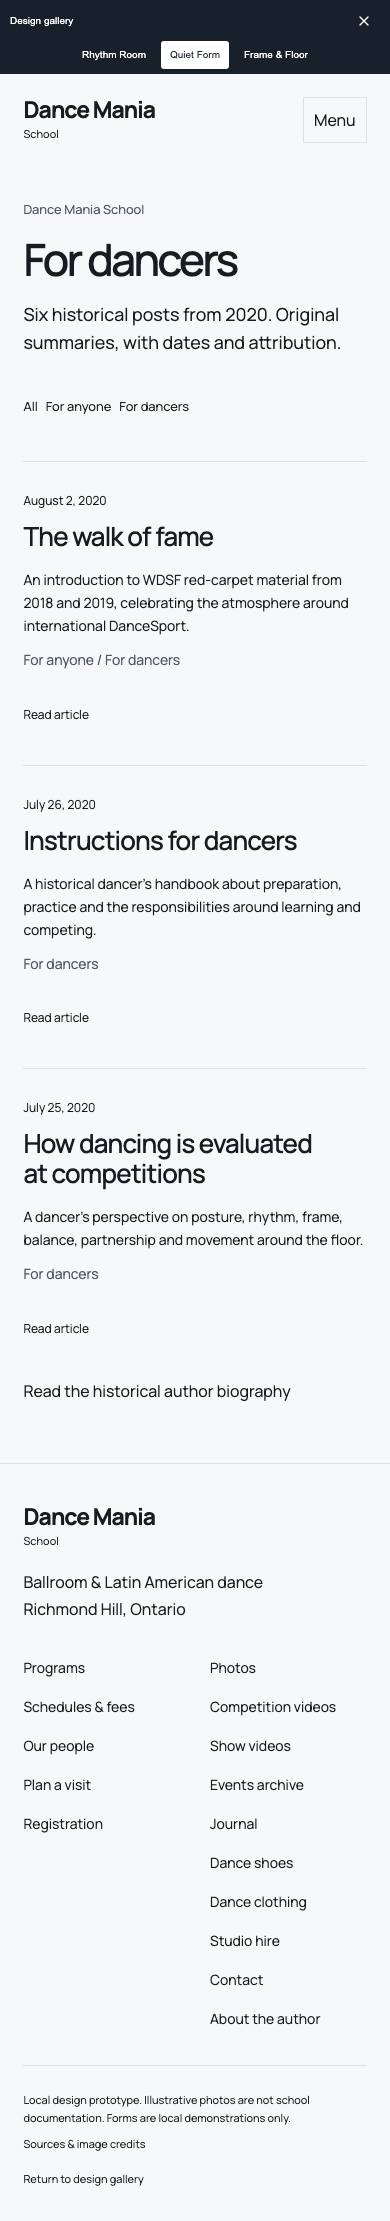 Design gallery
Rhythm Room Quiet Form Frame & Floor
Dance Mania
School
Menu
Dance Mania School
For dancers
Six historical posts from 2020. Original
summaries, with dates and attribution.
All For anyone For dancers
August 2, 2020
The walk of fame
An introduction to WDSF red-carpet material from
2018 and 2019, celebrating the atmosphere around
international DanceSport.
For anyone / For dancers
Read article
July 26, 2020
Instructions for dancers
A historical dancer's handbook about preparation,
practice and the responsibilities around learning and
competing.
For dancers
Read article
July 25, 2020
How dancing is evaluated
at competitions
A dancer's perspective on posture, rhythm, frame,
balance, partnership and movement around the floor.
For dancers
Read article
Read the historical author biography
Dance Mania
School
Ballroom & Latin American dance
Richmond Hill, Ontario
Programs
Schedules & fees
Our people
Plan a visit
Registration
Photos
Competition videos
Show videos
Events archive
Journal
Dance shoes
Dance clothing
Studio hire
Contact
About the author
Local design prototype. Illustrative photos are not school
documentation. Forms are local demonstrations only.
Sources & image credits
Return to design gallery